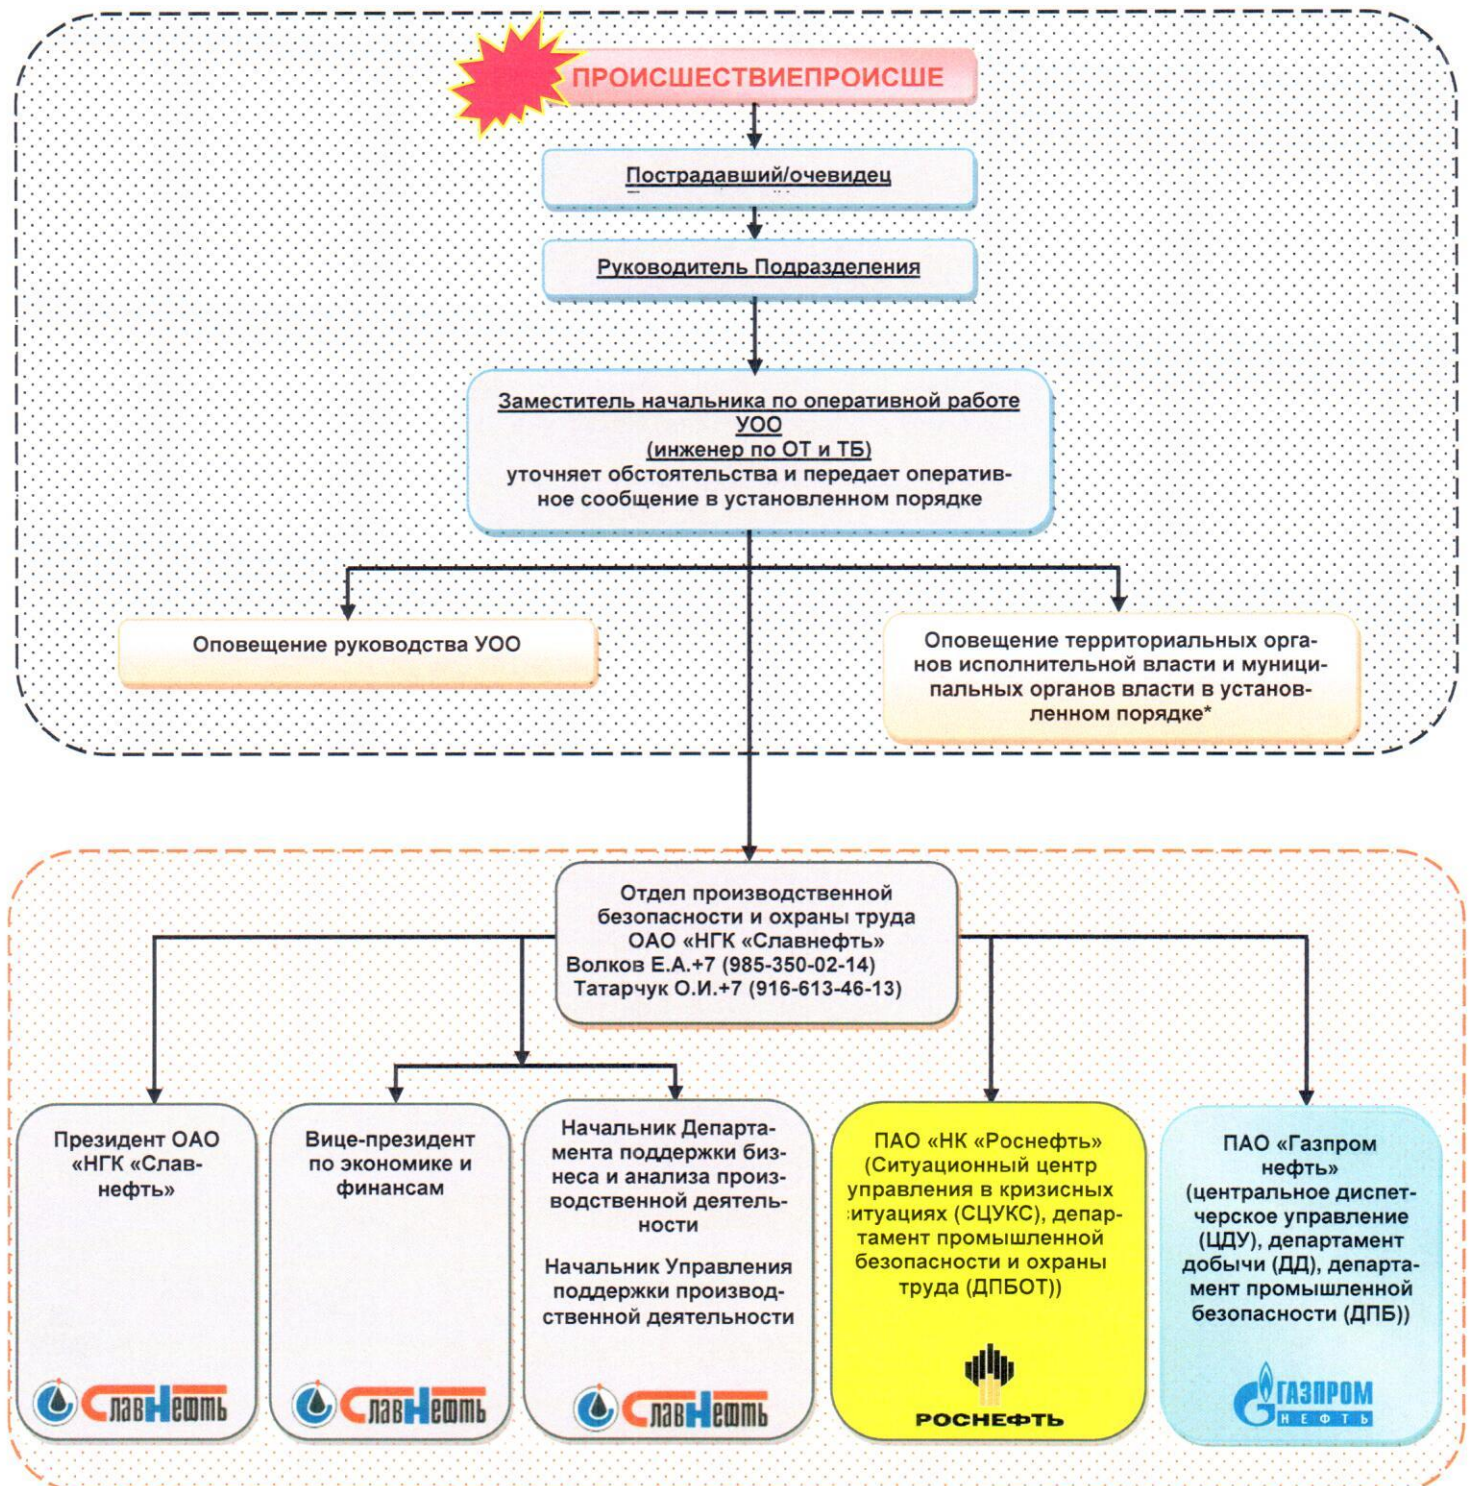 ПРОИСШЕСТВИЕПРОИСШЕ
Пострадавший/очевидец
Руководитель Подразделения
Заместитель начальника по оперативной работе
УОО
(инженер по ОТ и ТБ)
уточняет обстоятельства и передает оператив-
ное сообщение в установленном порядке
Оповещение руководства УОО
Оповещение территориальных орга-
нов исполнительной власти и муници-
пальных органов власти в установ-
ленном порядке*
Отдел производственной
безопасности и охраны труда
ОАО «НГК «Славнефть»
Волков Е.А.+7 (985-350-02-14)
Татарчук О.И.+7 (916-613-46-13)
Президент ОАО
«НГК «Слав-
нефть»
СлавНефть
Вице-президент
по экономике и
финансам
СлавНефть
Начальник Департа-
мента поддержки биз-
неса и анализа произ-
водственной деятель-
ности
Начальник Управления
поддержки производ-
ственной деятельности
СлавНефть
ПАО «НК «Роснефть»
(Ситуационный центр
управления в кризисных
итуациях (СЦУКС), депар-
тамент промышленной
безопасности и охраны
труда (ДПБОТ))
РОСНЕФТЬ
ПАО «Газпром
нефть»
(центральное диспет-
черское управление
(ЦДУ), департамент
добычи (ДД), департа-
мент промышленной
безопасности (ДПБ))
ГАЗПРОМ
НЕФТЬ